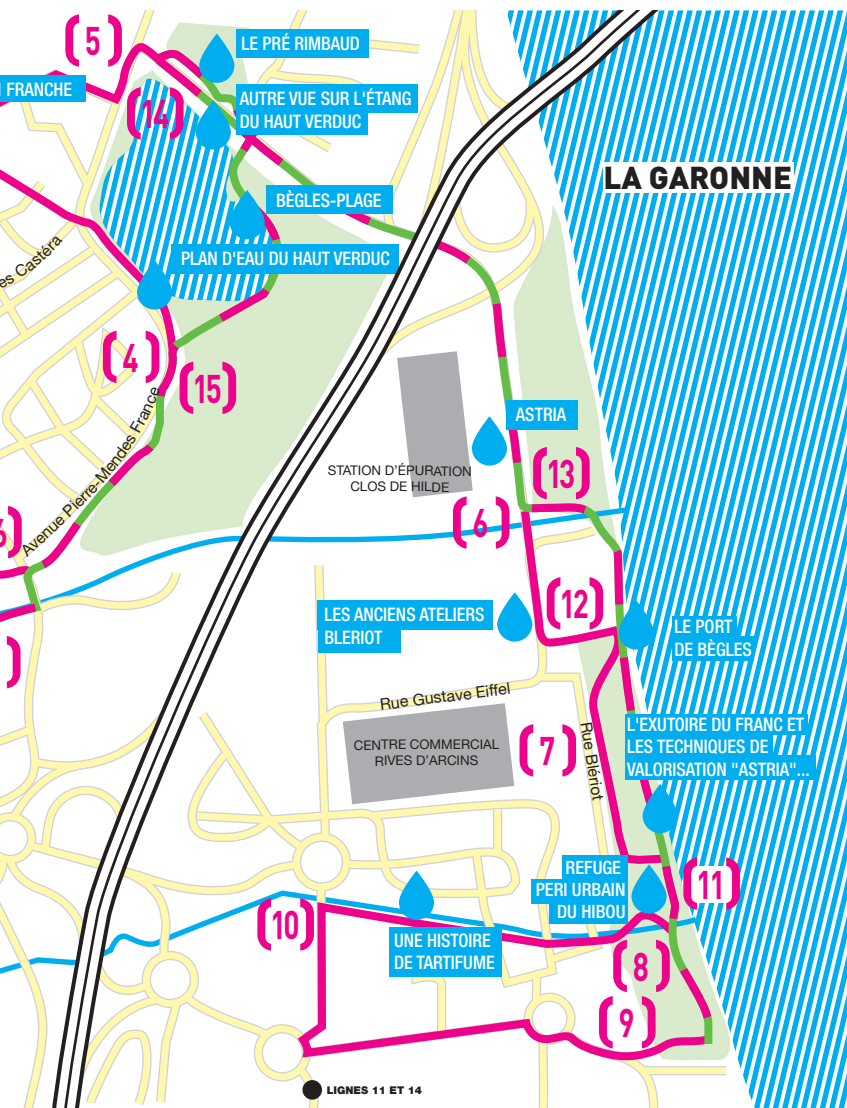 (5)
LE PRÉ RIMBAUD
FRANCHE
(14)
AUTRE VUE SUR L'ÉTANG
DU HAUT VERDUC
LA GARONNE
BÈGLES-PLAGE
PLAN D'EAU DU HAUT VERDUC
es Castéra
(4)
(15)
Avenue Pierre-Mendes France
ASTRIA
STATION D'ÉPURATION
CLOS DE HILDE
(13)
(6)
(12)
LES ANCIENS ATELIERS
BLERIOT
LE PORT
DE BÈGLES
Rue Gustave Eiffel
CENTRE COMMERCIAL
RIVES D'ARCINS
(7)
Rue Blériot
L'EXUTOIRE DU FRANC ET
LES TECHNIQUES DE
VALORISATION "ASTRIA"...
REFUGE
PERI URBAIN
DU HIBOU
(11)
(10)
UNE HISTOIRE
DE TARTIFUME
(8)
(9)
LIGNES 11 ET 14